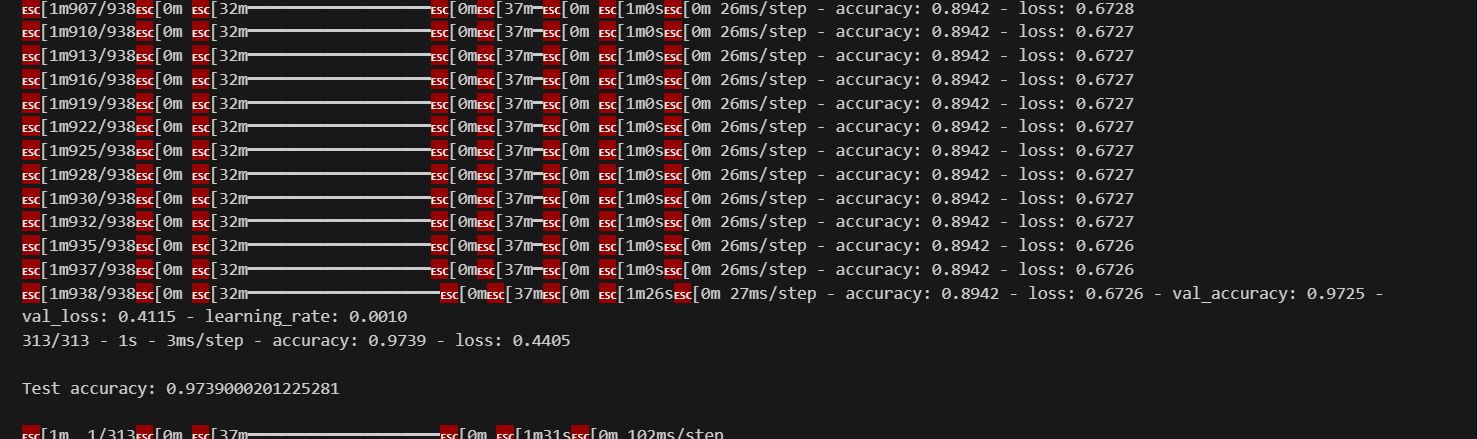 ESC[1m907/938ESC[0m ESC[32m━━━━━━━━━━━━━━━━━━━ESC[0mESC[37m━ESC[0m ESC[1m0sESC[0m 26ms/step - accuracy: 0.8942 - loss: 0.6728
ESC[1m910/938ESC[0m ESC[32m━━━━━━━━━━━━━━━━━━━ESC[0mESC[37m━ESC[0m ESC[1m0sESC[0m 26ms/step - accuracy: 0.8942 - loss: 0.6727
ESC[1m913/938ESC[0m ESC[32m━━━━━━━━━━━━━━━━━━━ESC[0mESC[37m━ESC[0m ESC[1m0sESC[0m 26ms/step - accuracy: 0.8942 - loss: 0.6727
ESC[1m916/938ESC[0m ESC[32m━━━━━━━━━━━━━━━━━━━ESC[0mESC[37m━ESC[0m ESC[1m0sESC[0m 26ms/step - accuracy: 0.8942 - loss: 0.6727
ESC[1m919/938ESC[0m ESC[32m━━━━━━━━━━━━━━━━━━━ESC[0mESC[37m━ESC[0m ESC[1m0sESC[0m 26ms/step - accuracy: 0.8942 - loss: 0.6727
ESC[1m922/938ESC[0m ESC[32m━━━━━━━━━━━━━━━━━━━ESC[0mESC[37m━ESC[0m ESC[1m0sESC[0m 26ms/step - accuracy: 0.8942 - loss: 0.6727
ESC[1m925/938ESC[0m ESC[32m━━━━━━━━━━━━━━━━━━━ESC[0mESC[37m━ESC[0m ESC[1m0sESC[0m 26ms/step - accuracy: 0.8942 - loss: 0.6727
ESC[1m928/938ESC[0m ESC[32m━━━━━━━━━━━━━━━━━━━ESC[0mESC[37m━ESC[0m ESC[1m0sESC[0m 26ms/step - accuracy: 0.8942 - loss: 0.6727
ESC[1m930/938ESC[0m ESC[32m━━━━━━━━━━━━━━━━━━━ESC[0mESC[37m━ESC[0m ESC[1m0sESC[0m 26ms/step - accuracy: 0.8942 - loss: 0.6727
ESC[1m932/938ESC[0m ESC[32m━━━━━━━━━━━━━━━━━━━ESC[0mESC[37m━ESC[0m ESC[1m0sESC[0m 26ms/step - accuracy: 0.8942 - loss: 0.6727
ESC[1m935/938ESC[0m ESC[32m━━━━━━━━━━━━━━━━━━━ESC[0mESC[37m━ESC[0m ESC[1m0sESC[0m 26ms/step - accuracy: 0.8942 - loss: 0.6726
ESC[1m937/938ESC[0m ESC[32m━━━━━━━━━━━━━━━━━━━ESC[0mESC[37m━ESC[0m ESC[1m0sESC[0m 26ms/step - accuracy: 0.8942 - loss: 0.6726
ESC[1m938/938ESC[0m ESC[32m━━━━━━━━━━━━━━━━━━━━ESC[0mESC[37mESC[0m ESC[1m26sESC[0m 27ms/step - accuracy: 0.8942 - loss: 0.6726 - val_accuracy: 0.9725 -
val_loss: 0.4115 - learning_rate: 0.0010
313/313 - 1s - 3ms/step - accuracy: 0.9739 - loss: 0.4405
Test accuracy: 0.9739000201225281
ESC[1m  1/313ESC[0m ESC[37m━━━━━━━━━━━━━━━━━━━━ESC[0m ESC[1m31sESC[0m 102ms/step